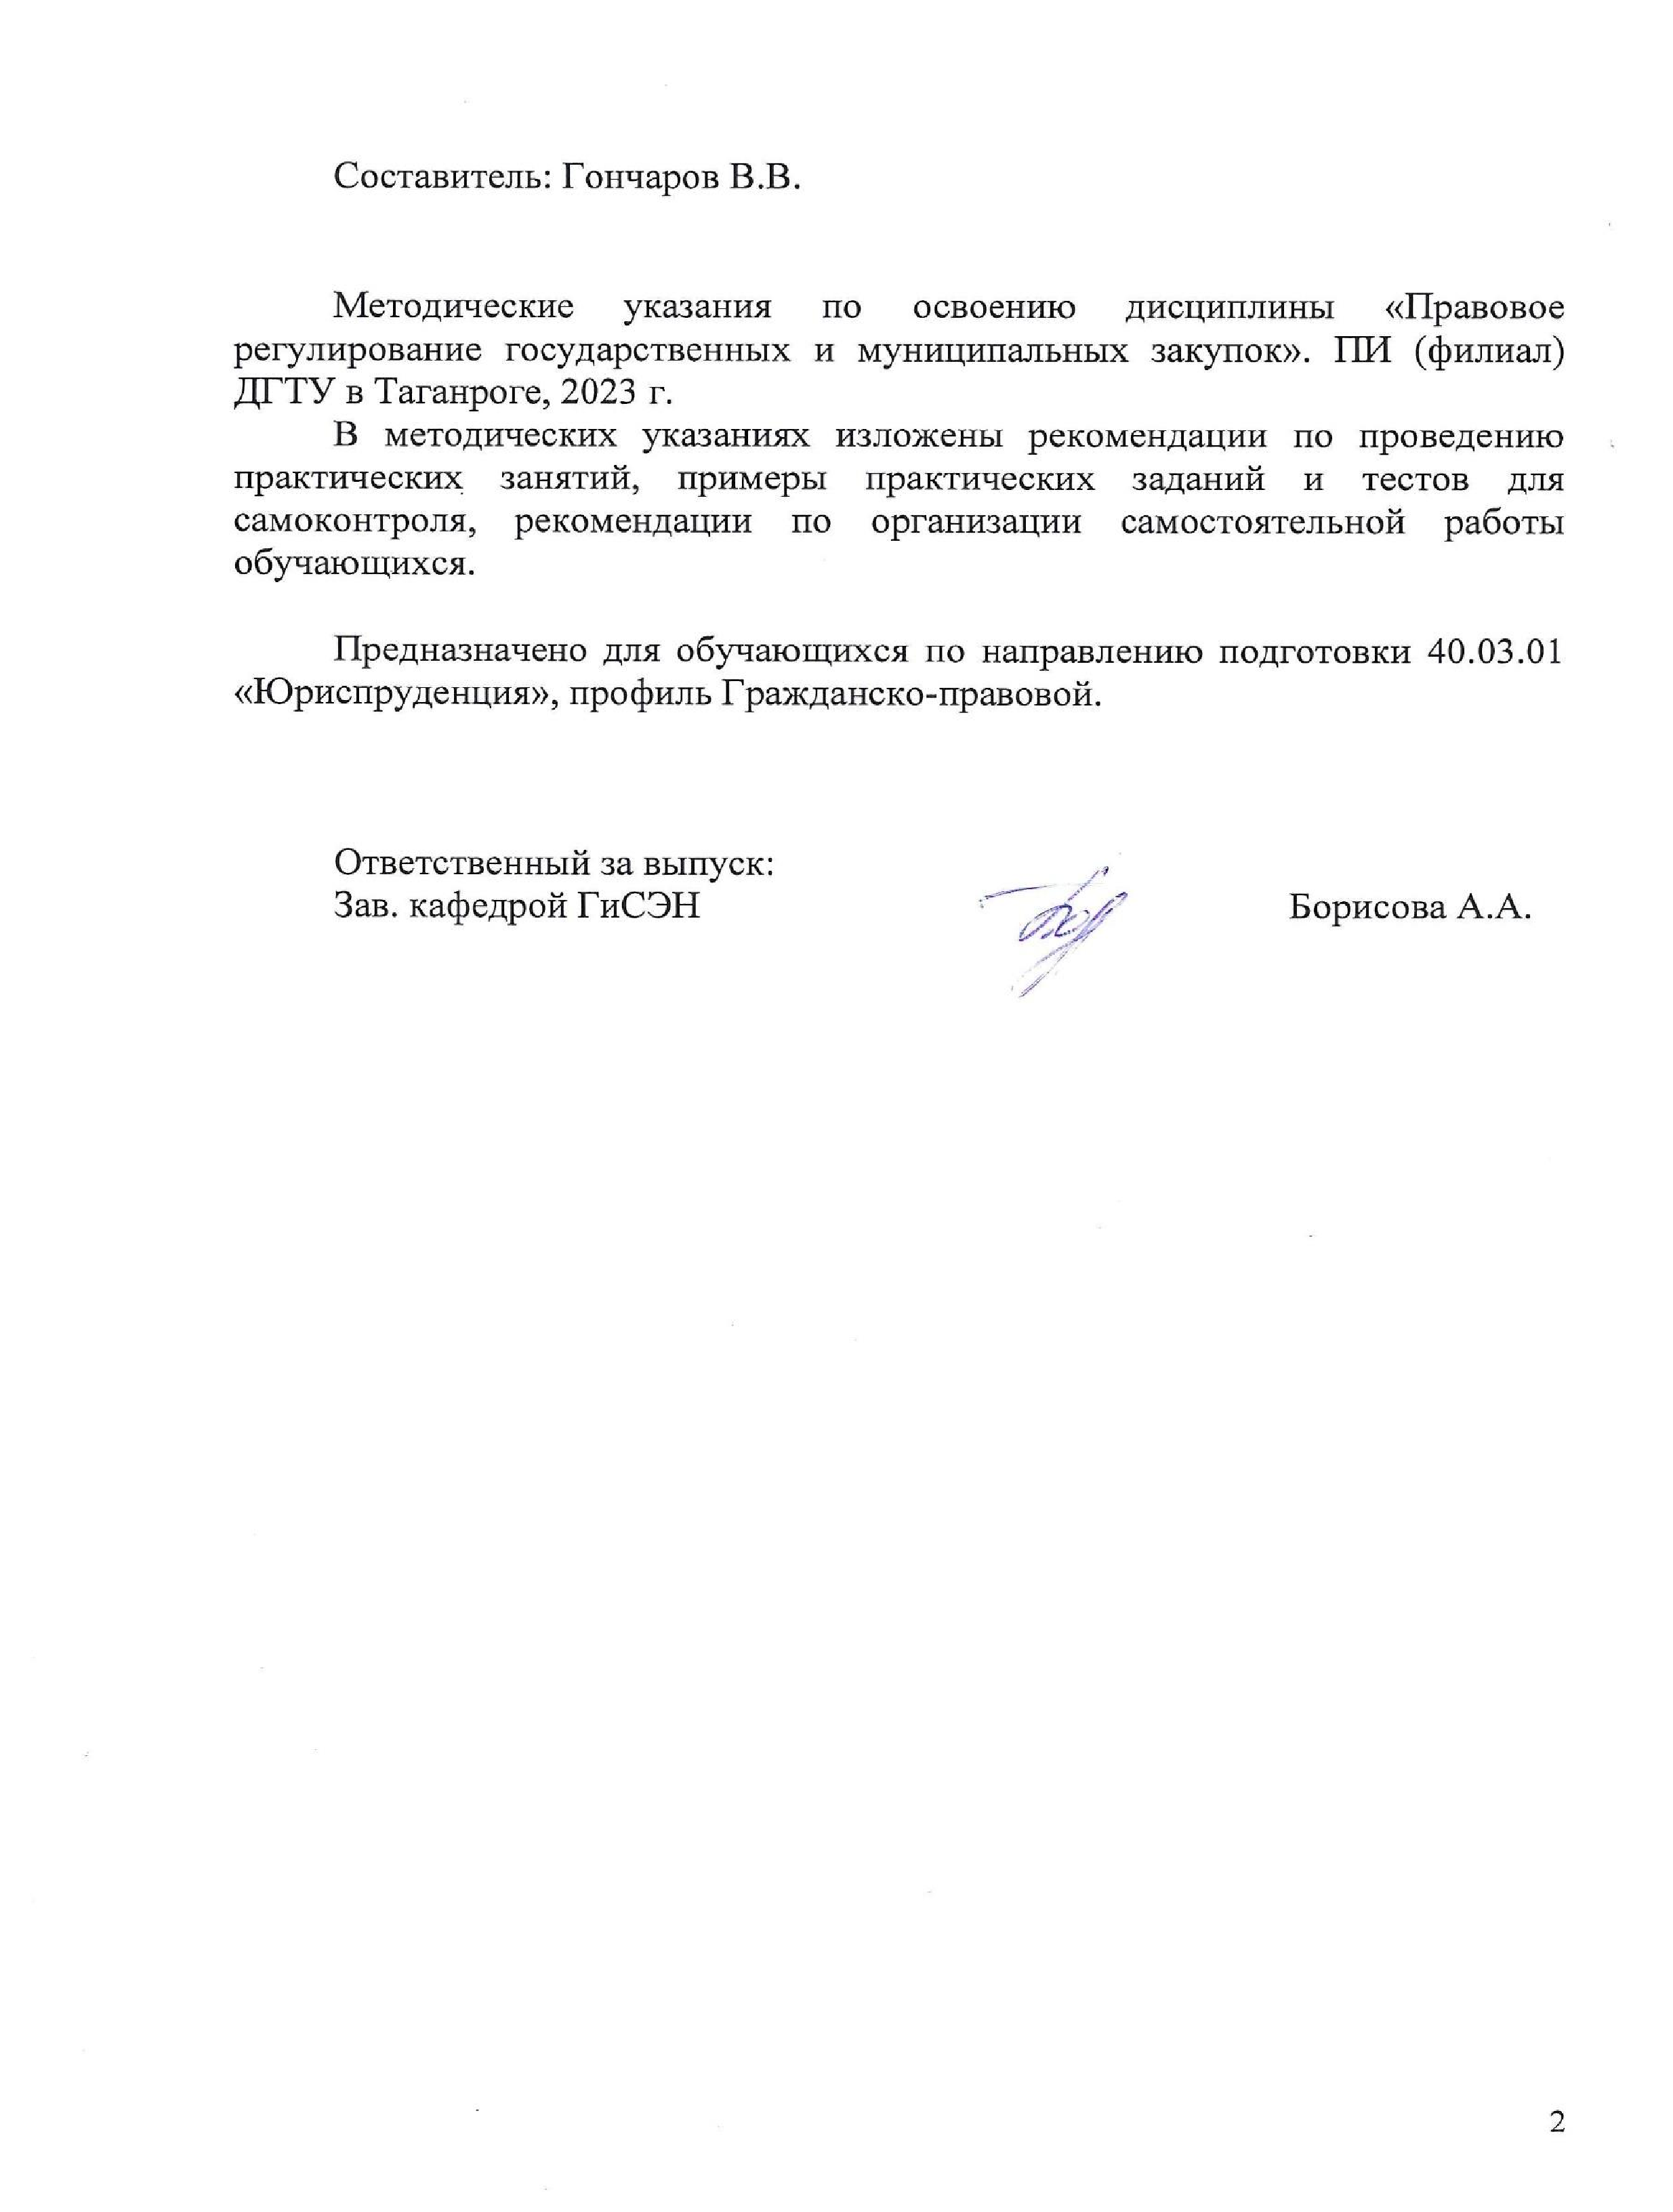 Составитель: Гончаров В.В.
Методические указания по освоению дисциплины «Правовое
регулирование государственных и муниципальных закупок». ПИ (филиал)
ДГТУ в Таганроге, 2023 г.
В методических указаниях изложены рекомендации по проведению
практических занятий, примеры практических заданий и тестов для
самоконтроля, рекомендации по организации самостоятельной работы
обучающихся.
Предназначено для обучающихся по направлению подготовки 40.03.01
«Юриспруденция», профиль Гражданско-правовой.
Ответственный за выпуск:
Зав. кафедрой ГиСЭН Борисова А.А.
2